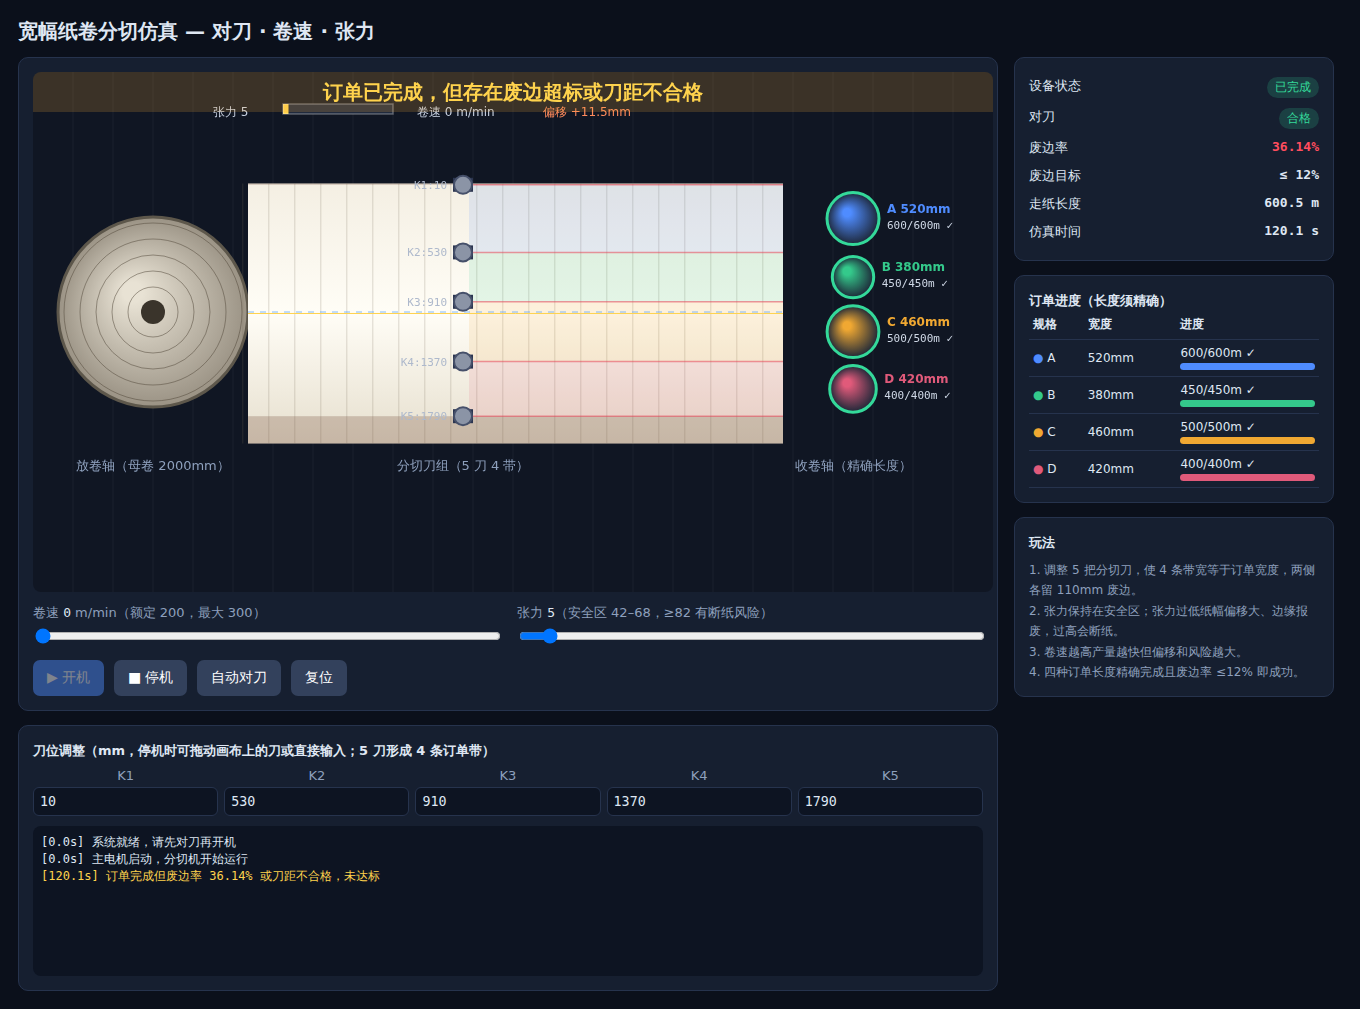 宽幅纸卷分切仿真 — 对刀 · 卷速 · 张力
订单已完成，但存在废边超标或刀距不合格
张力 5 卷速 0 m/min 偏移 +11.5mm
K1:10
K2:530
K3:910
K4:1370
K5:1790
A 520mm
600/600m ✓
B 380mm
450/450m ✓
C 460mm
500/500m ✓
D 420mm
400/400m ✓
放卷轴（母卷 2000mm） 分切刀组（5 刀 4 带） 收卷轴（精确长度）
卷速 0 m/min（额定 200，最大 300） 张力 5（安全区 42–68，≥82 有断纸风险）
▶ 开机 ■ 停机 自动对刀 复位
刀位调整（mm，停机时可拖动画布上的刀或直接输入；5 刀形成 4 条订单带）
K1 K2 K3 K4 K5
10 530 910 1370 1790
[0.0s] 系统就绪，请先对刀再开机
[0.0s] 主电机启动，分切机开始运行
[120.1s] 订单完成但废边率 36.14% 或刀距不合格，未达标
设备状态 已完成
对刀 合格
废边率 36.14%
废边目标 ≤ 12%
走纸长度 600.5 m
仿真时间 120.1 s
订单进度（长度须精确）
规格 宽度 进度
A 520mm 600/600m ✓
B 380mm 450/450m ✓
C 460mm 500/500m ✓
D 420mm 400/400m ✓
玩法
1. 调整 5 把分切刀，使 4 条带宽等于订单宽度，两侧
各留 110mm 废边。
2. 张力保持在安全区；张力过低纸幅偏移大、边缘报
废，过高会断纸。
3. 卷速越高产量越快但偏移和风险越大。
4. 四种订单长度精确完成且废边率 ≤12% 即成功。